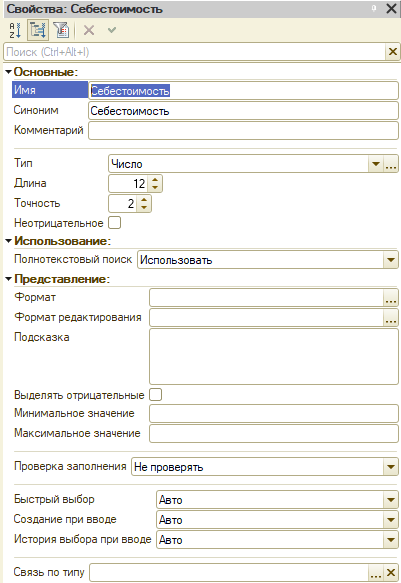 Свойства: Себестоимость
Поиск (Ctrl+Alt+I)
Основные:
Имя Себестоимость
Синоним Себестоимость
Комментарий
Тип Число
Длина 12
Точность 2
Неотрицательное
Использование:
Полнотекстовый поиск Использовать
Представление:
Формат
Формат редактирования
Подсказка
Выделять отрицательные
Минимальное значение
Максимальное значение
Проверка заполнения Не проверять
Быстрый выбор Авто
Создание при вводе Авто
История выбора при вводе Авто
Связь по типу